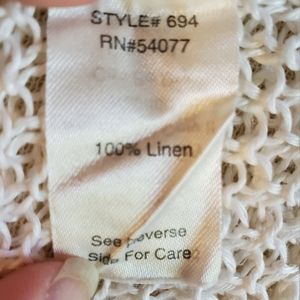 STYLE# 694
RN#54077
100% Linen
See Reverse
Side For Care